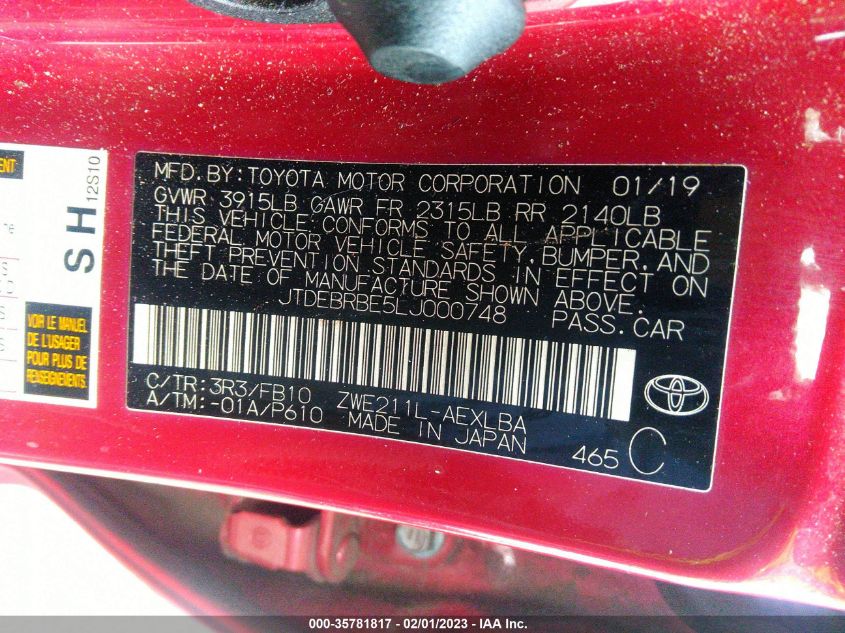 MFD.BY:TOYOTA MOTOR CORPORATION 01/19
GVWR 3915LB GAWR FR 2315LB RR 2140LB
THIS VEHICLE CONFORMS TO ALL APPLICABLE
FEDERAL MOTOR VEHICLE SAFETY,BUMPER,AND
THEFT PREVENTION STANDARDS IN EFFECT ON
THE DATE OF MANUFACTURE SHOWN ABOVE.
JTDEBRBE5LJ000748 PASS.CAR
C/TR:3R3/FB10 ZWE211L-AEXLBA
A/TM:-01A/P610 MADE IN JAPAN
465 C
SH
12S10
VOIR LE MANUEL
DE L'USAGER
POUR PLUS DE
RENSEIGNEMENTS.
000-35781817 - 02/01/2023 - IAA Inc.